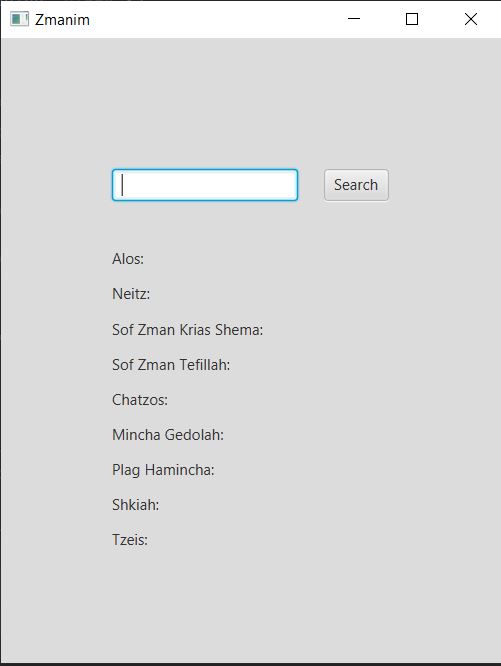 Zmanim
Search
Alos:
Neitz:
Sof Zman Krias Shema:
Sof Zman Tefillah:
Chatzos:
Mincha Gedolah:
Plag Hamincha:
Shkiah:
Tzeis: